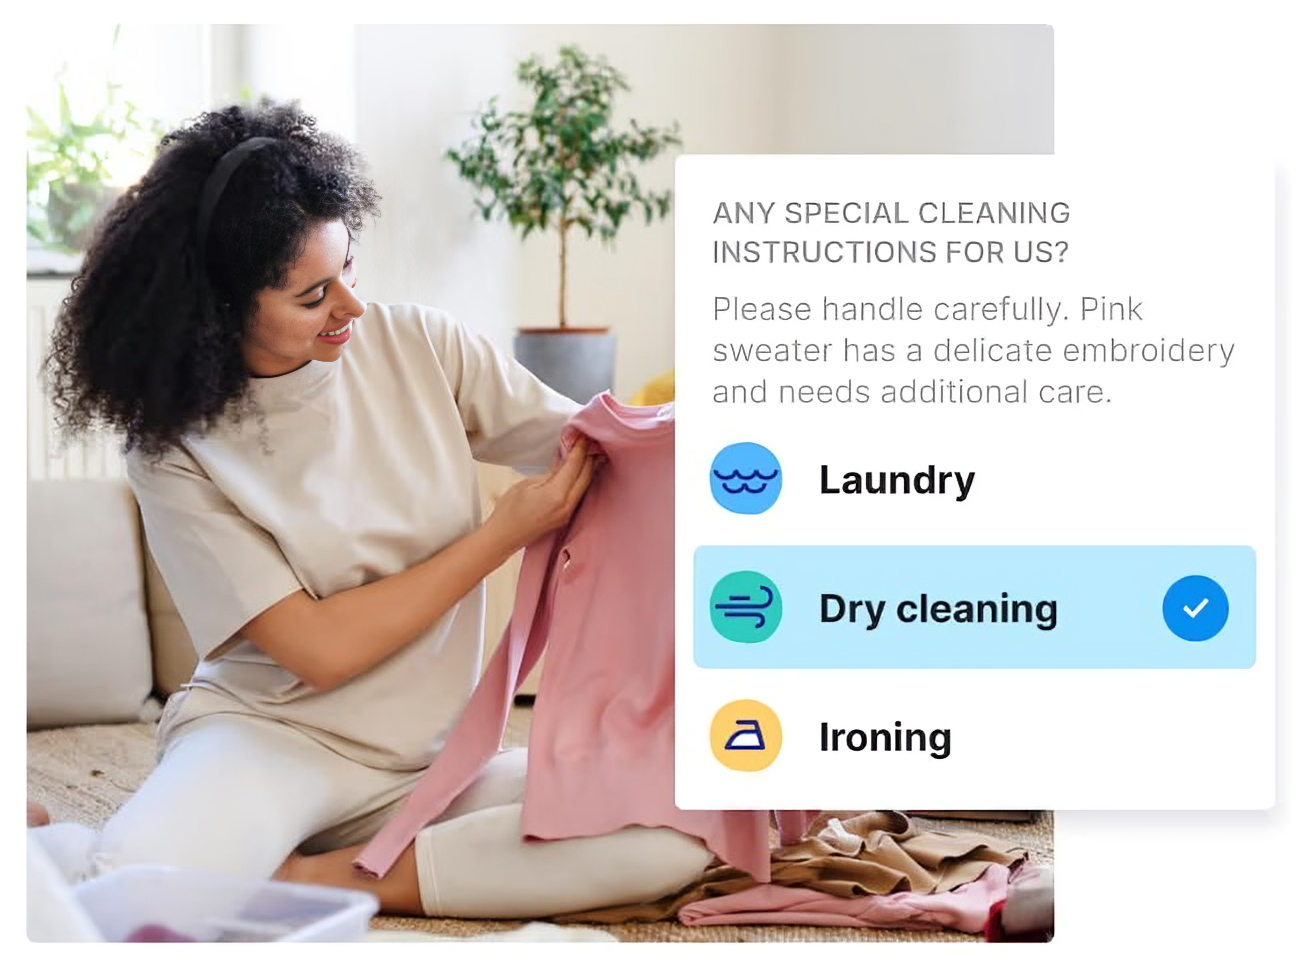 ANY SPECIAL CLEANING
INSTRUCTIONS FOR US?
Please handle carefully. Pink
sweater has a delicate embroidery
and needs additional care.
Laundry
Dry cleaning
Ironing